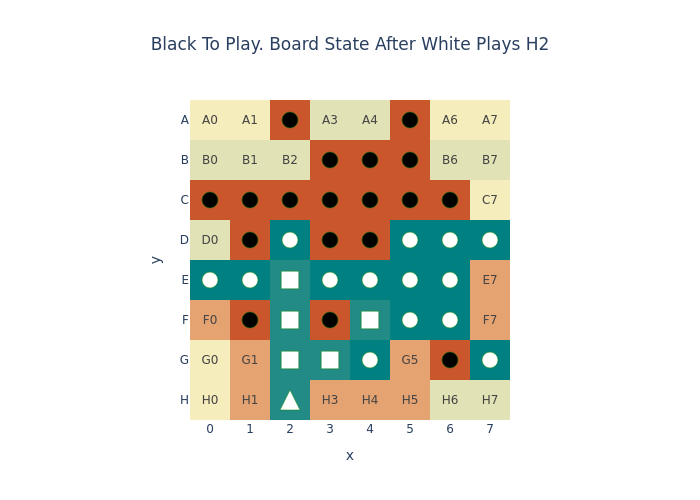 Black To Play. Board State After White Plays H2
A A0 A1 A3 A4 A6 A7
B B0 B1 B2 B6 B7
C C7
D D0
y
E E7
F F0 F7
G G0 G1 G5
H H0 H1 H3 H4 H5 H6 H7
0 1 2 3 4 5 6 7
x